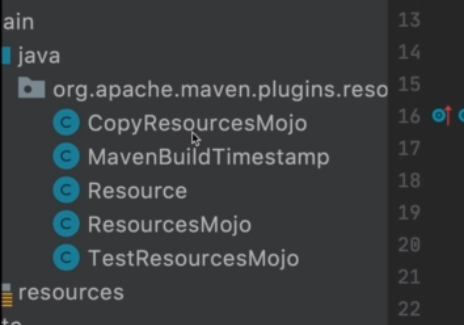 ain
java
org.apache.maven.plugins.reso
C CopyResourcesMojo
C MavenBuildTimestamp
C Resource
C ResourcesMojo
C TestResourcesMojo
resources
13
14
15
16
17
18
19
20
21
22